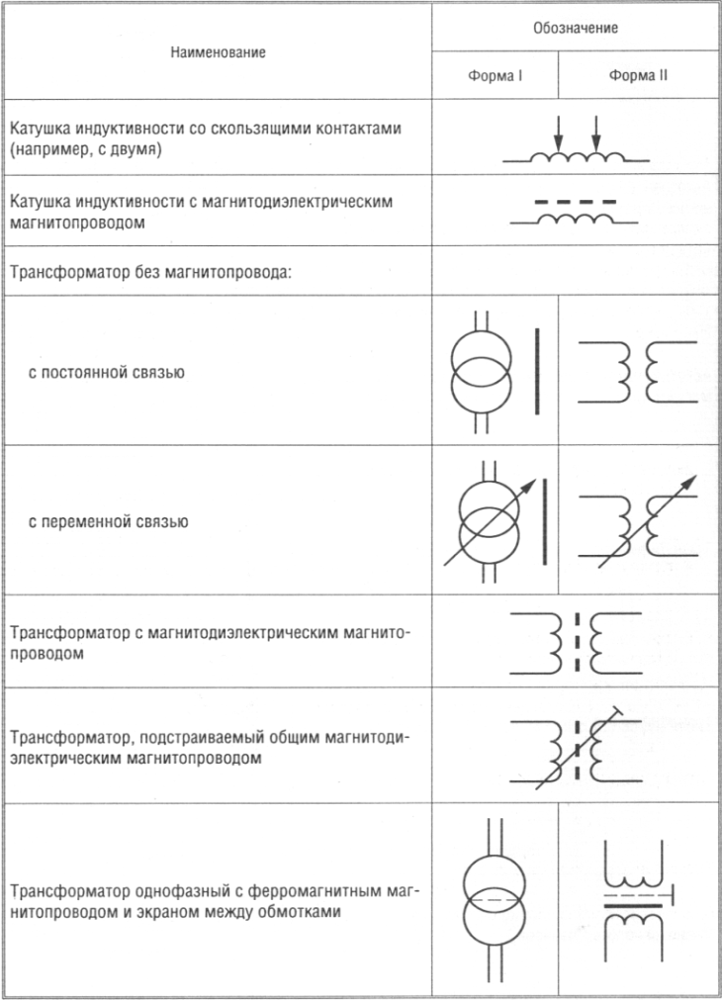 Наименование
Обозначение
Форма I
Форма II
Катушка индуктивности со скользящими контактами
(например, с двумя)
Катушка индуктивности с магнитодиэлектрическим
магнитопроводом
Трансформатор без магнитопровода:
с постоянной связью
с переменной связью
Трансформатор с магнитодиэлектрическим магнито-
проводом
Трансформатор, подстраиваемый общим магнитоди-
электрическим магнитопроводом
Трансформатор однофазный с ферромагнитным маг-
нитопроводом и экраном между обмотками